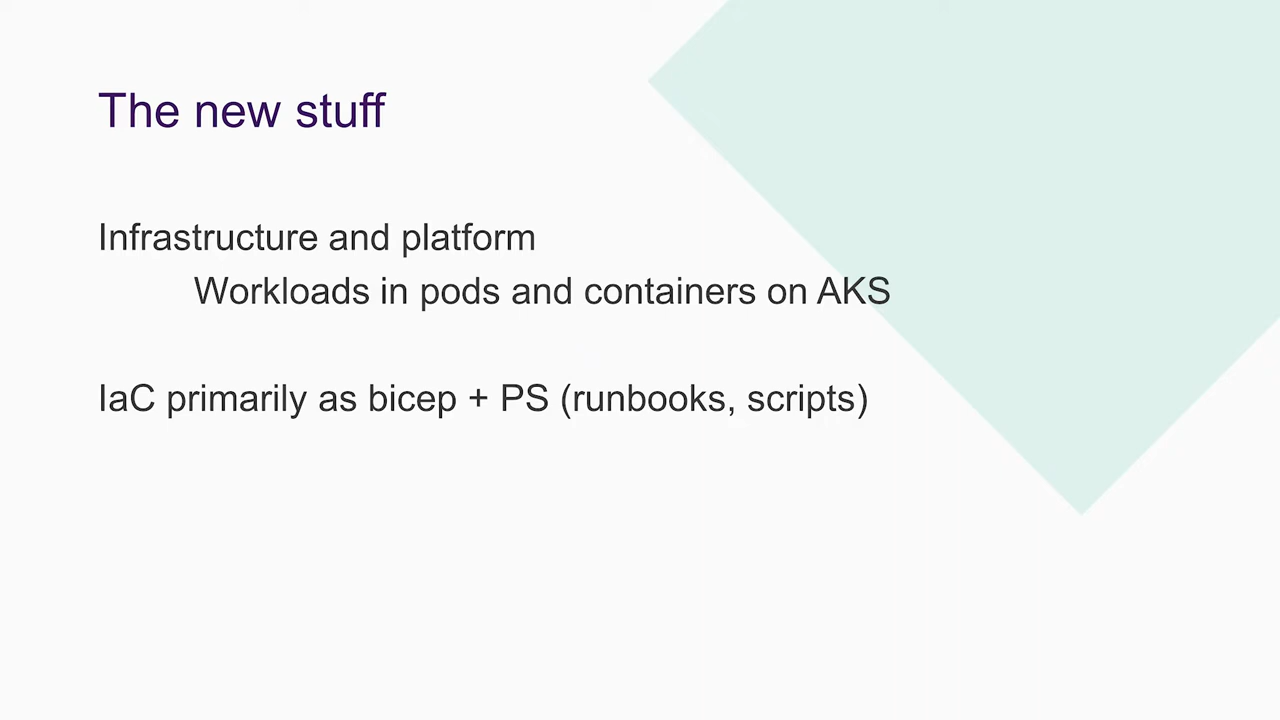 The new stuff
Infrastructure and platform
Workloads in pods and containers on AKS
IaC primarily as bicep + PS (runbooks, scripts)